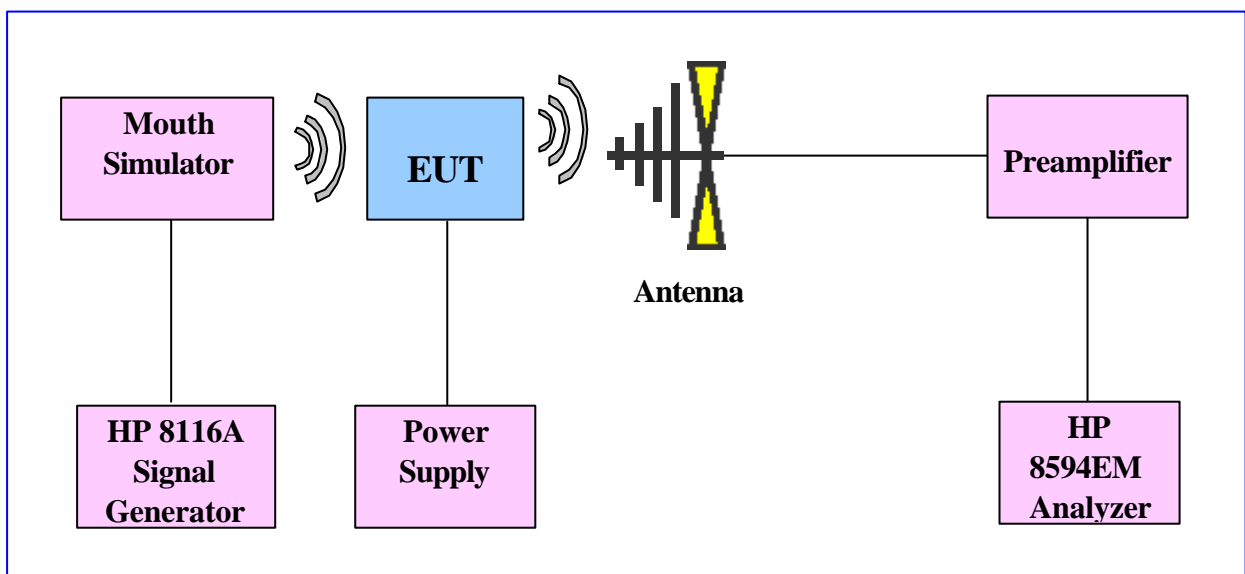 Mouth
Simulator
EUT
Antenna
Preamplifier
HP 8116A
Signal
Generator
Power
Supply
HP
8594EM
Analyzer